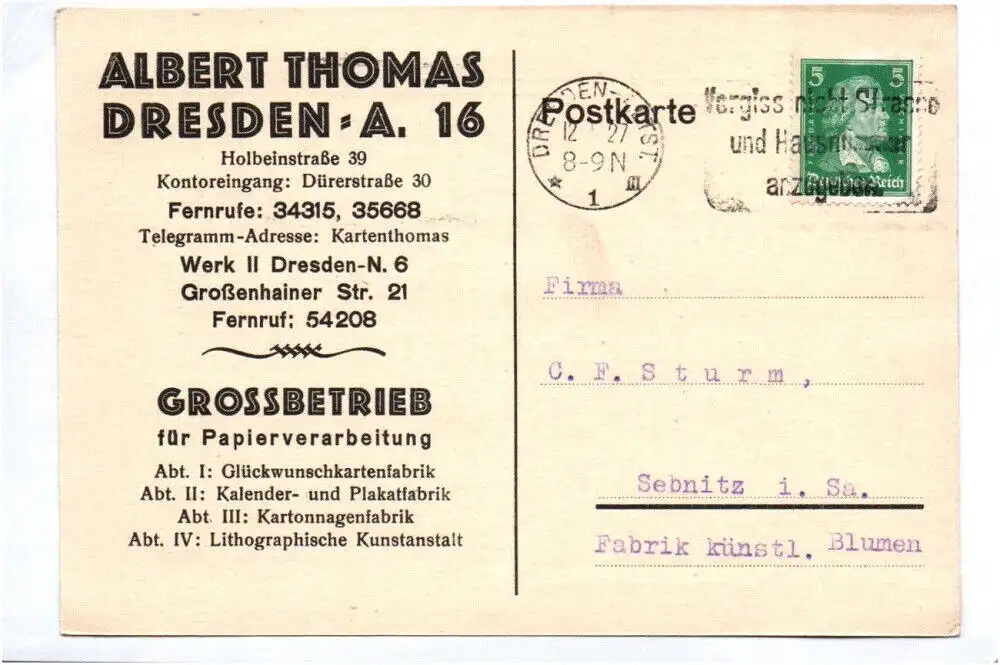 ALBERT THOMAS
DRESDEN-A. 16
Holbeinstraße 39
Kontoreingang: Dürerstraße 30
Fernrufe: 34315, 35668
Telegramm-Adresse: Kartenthomas
Werk II Dresden-N. 6
Großenhainer Str. 21
Fernruf: 54208
GROSSBETRIEB
für Papierverarbeitung
Abt. I: Glückwunschkartenfabrik
Abt. II: Kalender- und Plakatfabrik
Abt. III: Kartonnagenfabrik
Abt. IV: Lithographische Kunstanstalt
Postkarte
DRESDEN-
12 27
8-9 N
1
III
5 5
Deutsches Reich
Vergiss nicht Strasse
und Hausnummer
anzugeben
Firma
C. F. Sturm,
Sebnitz i. Sa.
Fabrik künstl. Blumen